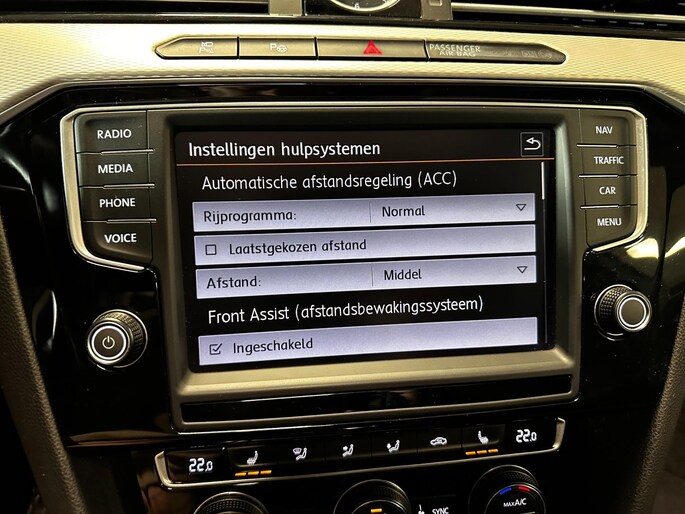 PASSENGER
AIR BAG
RADIO
MEDIA
PHONE
VOICE
Instellingen hulpsystemen
Automatische afstandsregeling (ACC)
Rijprogramma: Normal
Laatstgekozen afstand
Afstand: Middel
Front Assist (afstandsbewakingssysteem)
Ingeschakeld
NAV
TRAFFIC
CAR
MENU
22.0
22.0
SYNC
MAX A/C